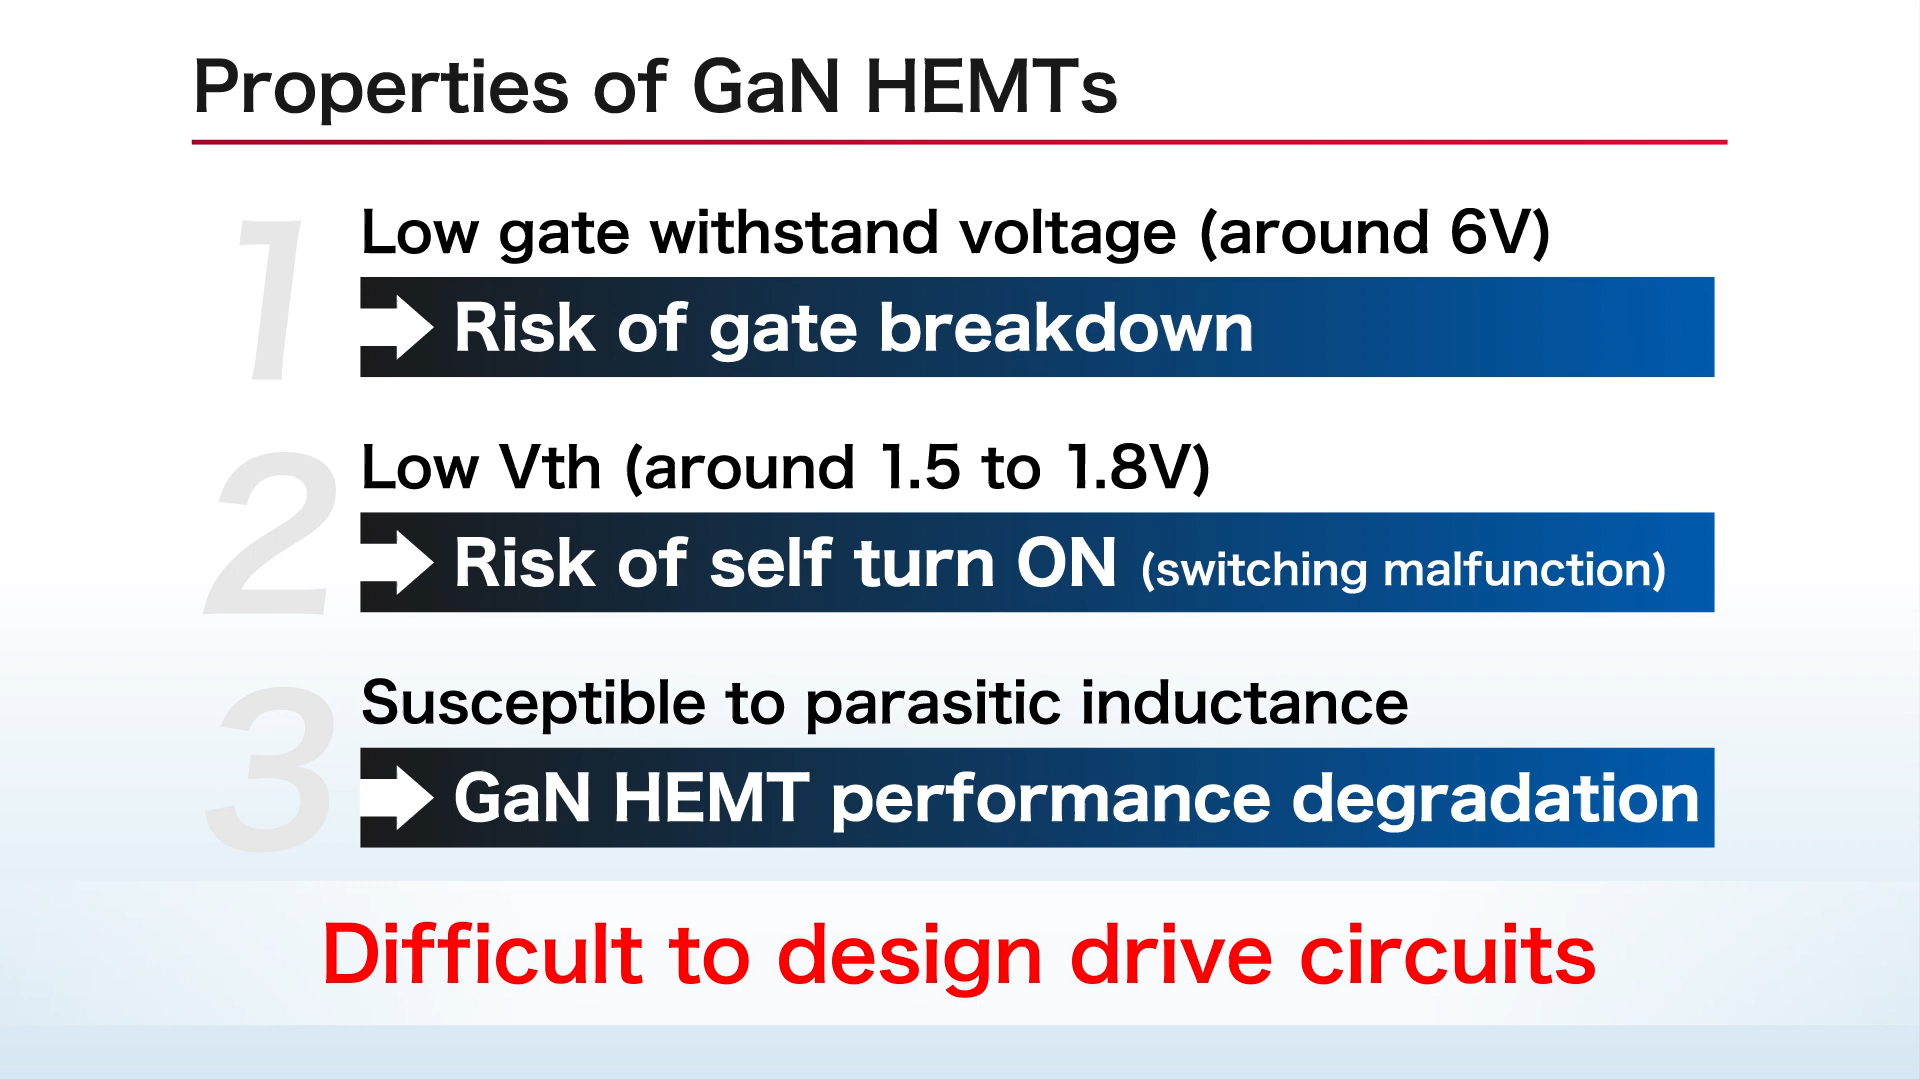 Properties of GaN HEMTs
1
Low gate withstand voltage (around 6V)
Risk of gate breakdown
2
Low Vth (around 1.5 to 1.8V)
Risk of self turn ON (switching malfunction)
3
Susceptible to parasitic inductance
GaN HEMT performance degradation
Difficult to design drive circuits